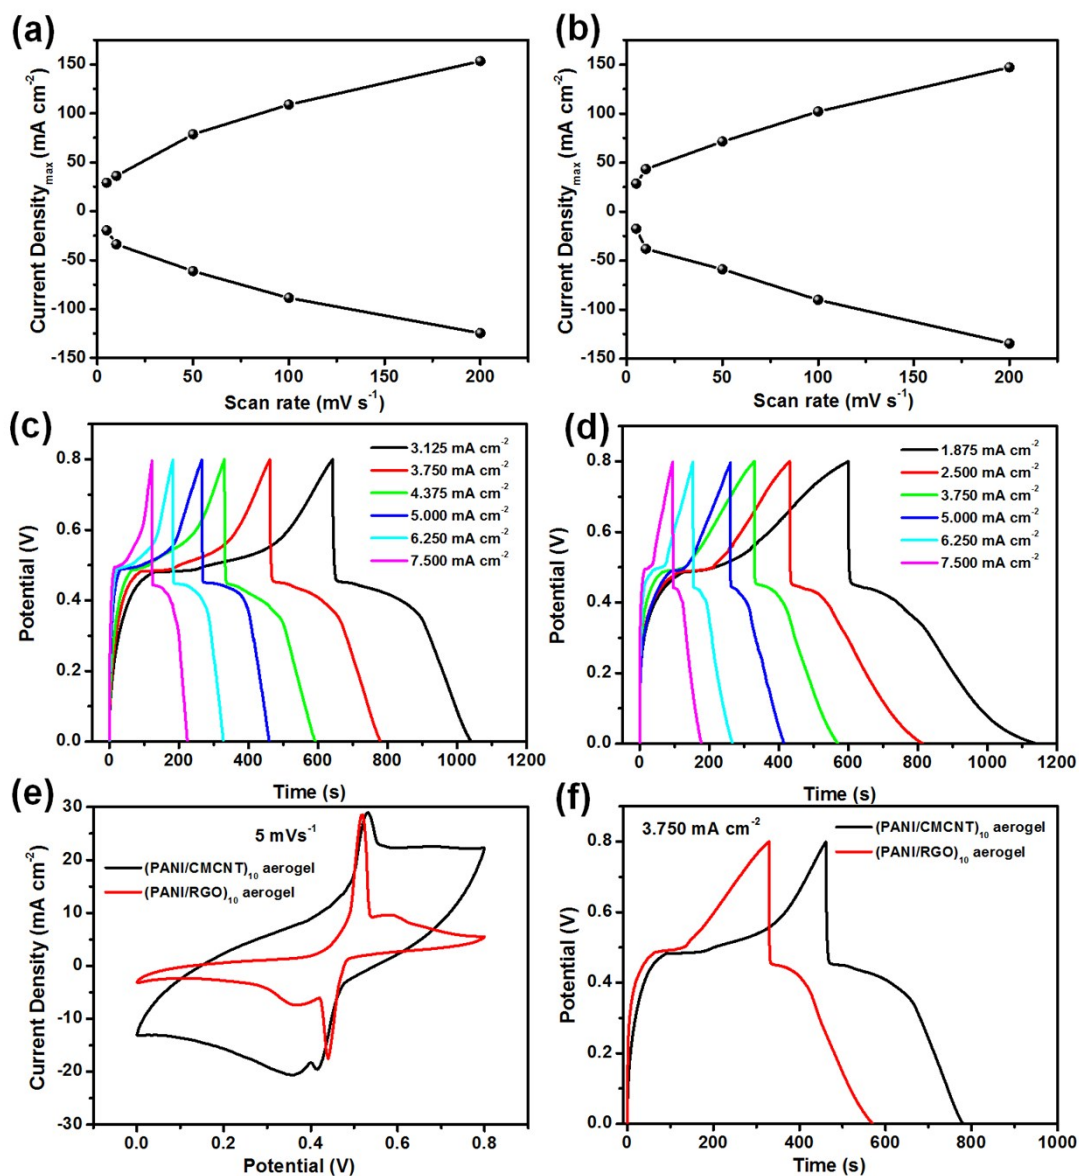 (a)
Current Density_max (mA cm⁻²)
150
100
50
0
-50
-100
-150
0
50
100
150
200
Scan rate (mV s⁻¹)
(b)
Current Density_max (mA cm⁻²)
150
100
50
0
-50
-100
-150
0
50
100
150
200
Scan rate (mV s⁻¹)
(c)
Potential (V)
0.8
0.6
0.4
0.2
0.0
3.125 mA cm⁻²
3.750 mA cm⁻²
4.375 mA cm⁻²
5.000 mA cm⁻²
6.250 mA cm⁻²
7.500 mA cm⁻²
0
200
400
600
800
1000
1200
Time (s)
(d)
Potential (V)
0.8
0.6
0.4
0.2
0.0
1.875 mA cm⁻²
2.500 mA cm⁻²
3.750 mA cm⁻²
5.000 mA cm⁻²
6.250 mA cm⁻²
7.500 mA cm⁻²
0
200
400
600
800
1000
1200
Time (s)
(e)
Current Density (mA cm⁻²)
30
20
10
0
-10
-20
-30
5 mVs⁻¹
(PANI/CMCNT)₁₀ aerogel
(PANI/RGO)₁₀ aerogel
0.0
0.2
0.4
0.6
0.8
Potential (V)
(f)
Potential (V)
0.8
0.6
0.4
0.2
0.0
3.750 mA cm⁻²
(PANI/CMCNT)₁₀ aerogel
(PANI/RGO)₁₀ aerogel
0
200
400
600
800
1000
Time (s)